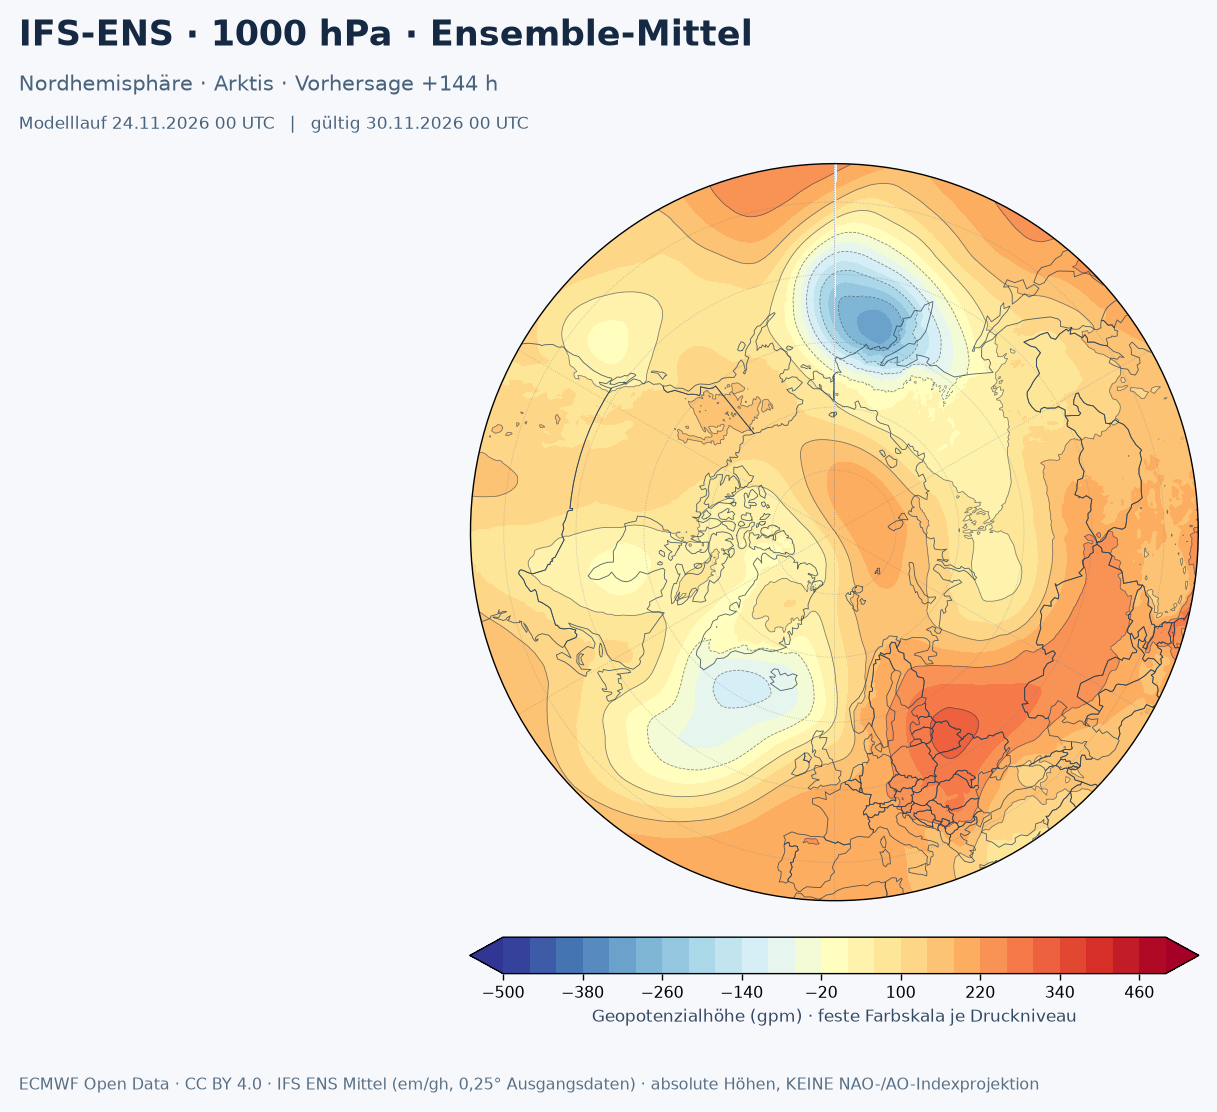 IFS-ENS · 1000 hPa · Ensemble-Mittel
Nordhemisphäre · Arktis · Vorhersage +144 h
Modelllauf 24.11.2026 00 UTC | gültig 30.11.2026 00 UTC
−500 −380 −260 −140 −20 100 220 340 460
Geopotenzialhöhe (gpm) · feste Farbskala je Druckniveau
ECMWF Open Data · CC BY 4.0 · IFS ENS Mittel (em/gh, 0,25° Ausgangsdaten) · absolute Höhen, KEINE NAO-/AO-Indexprojektion